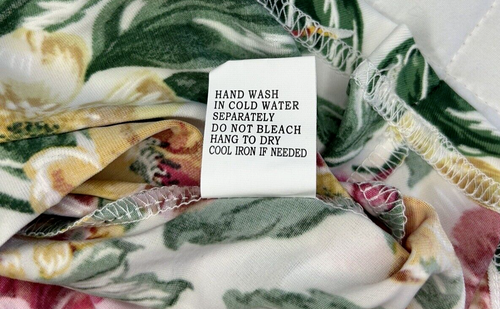 HAND WASH
IN COLD WATER
SEPARATELY
DO NOT BLEACH
HANG TO DRY
COOL IRON IF NEEDED